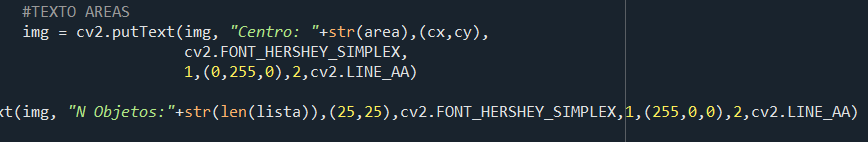 #TEXTO AREAS
img = cv2.putText(img, "Centro: "+str(area),(cx,cy),
cv2.FONT_HERSHEY_SIMPLEX,
1,(0,255,0),2,cv2.LINE_AA)
xt(img, "N Objetos:"+str(len(lista)),(25,25),cv2.FONT_HERSHEY_SIMPLEX,1,(255,0,0),2,cv2.LINE_AA)